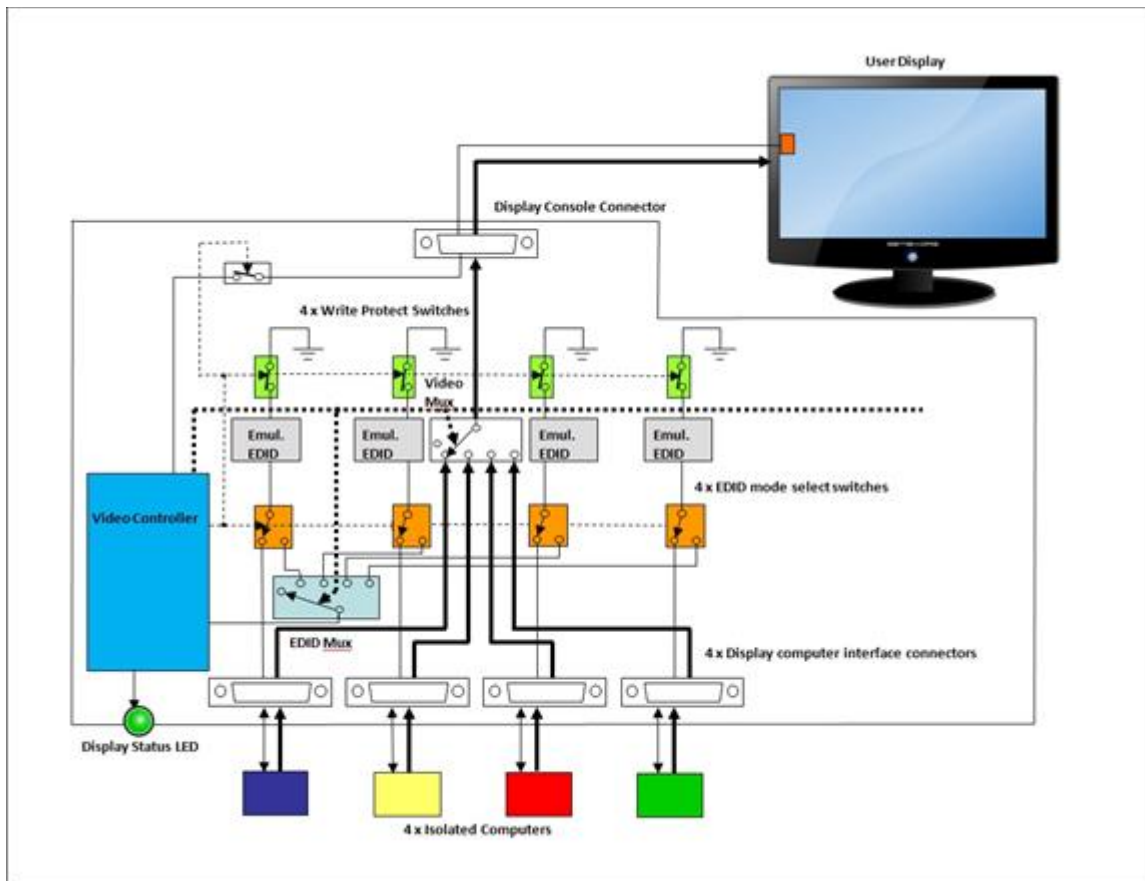 User Display
Display Console Connector
4 x Write Protect Switches
Video
Mux
Emul.
EDID
Emul.
EDID
Emul.
EDID
Emul.
EDID
4 x EDID mode select switches
Video Controller
EDID Mux
4 x Display computer interface connectors
Display Status LED
4 x Isolated Computers